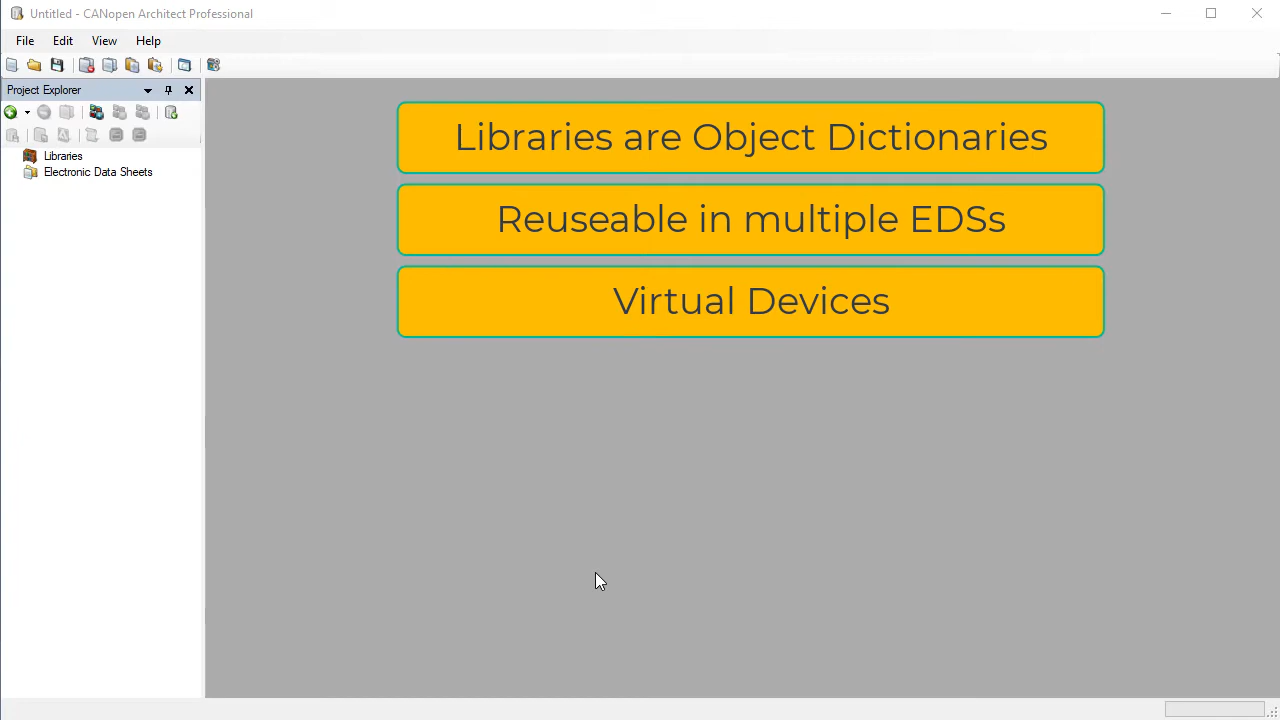 Untitled - CANopen Architect Professional
File Edit View Help
Project Explorer
Libraries
Electronic Data Sheets
Libraries are Object Dictionaries
Reuseable in multiple EDSs
Virtual Devices